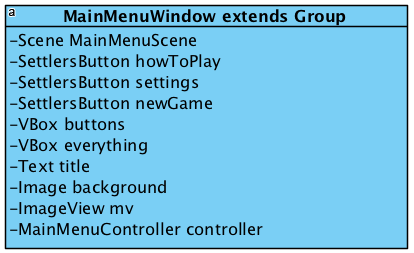 a
MainMenuWindow extends Group
-Scene MainMenuScene
-SettlersButton howToPlay
-SettlersButton settings
-SettlersButton newGame
-VBox buttons
-VBox everything
-Text title
-Image background
-ImageView mv
-MainMenuController controller